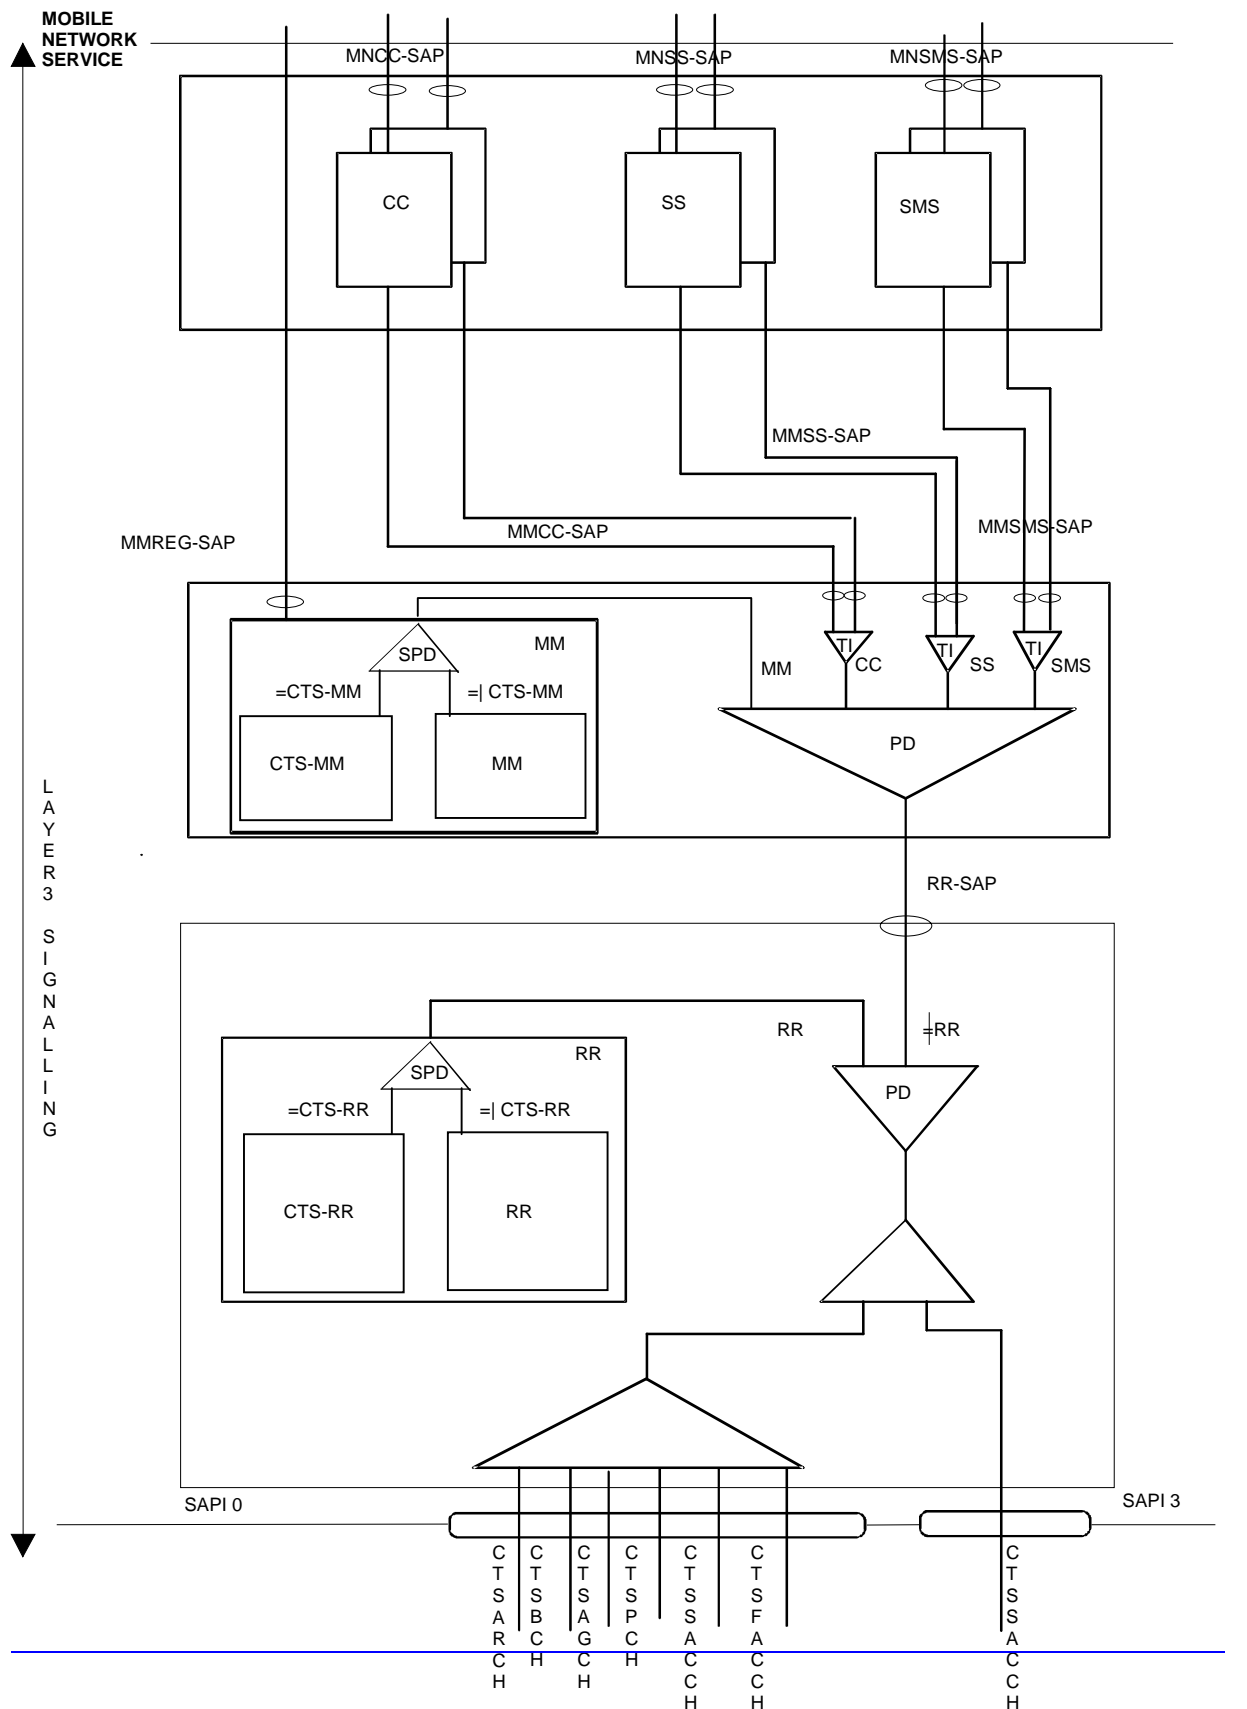 MOBILE
NETWORK
SERVICE
MNCC-SAP
MNSS-SAP
MNSMS-SAP
CC
SS
SMS
MMSS-SAP
MMREG-SAP
MMCC-SAP
MMSMS-SAP
SPD
MM
=CTS-MM
=| CTS-MM
CTS-MM
MM
MM
TI
CC
TI
SS
TI
SMS
PD
LAYER3 SIGNALLING
RR-SAP
RR
=RR
RR
SPD
=CTS-RR
=| CTS-RR
CTS-RR
RR
PD
SAPI 0
SAPI 3
CTSARCH
CTSBCH
CTSAGCH
CTSPCH
CTSSACCH
CTSFACCH
CTSSACCH